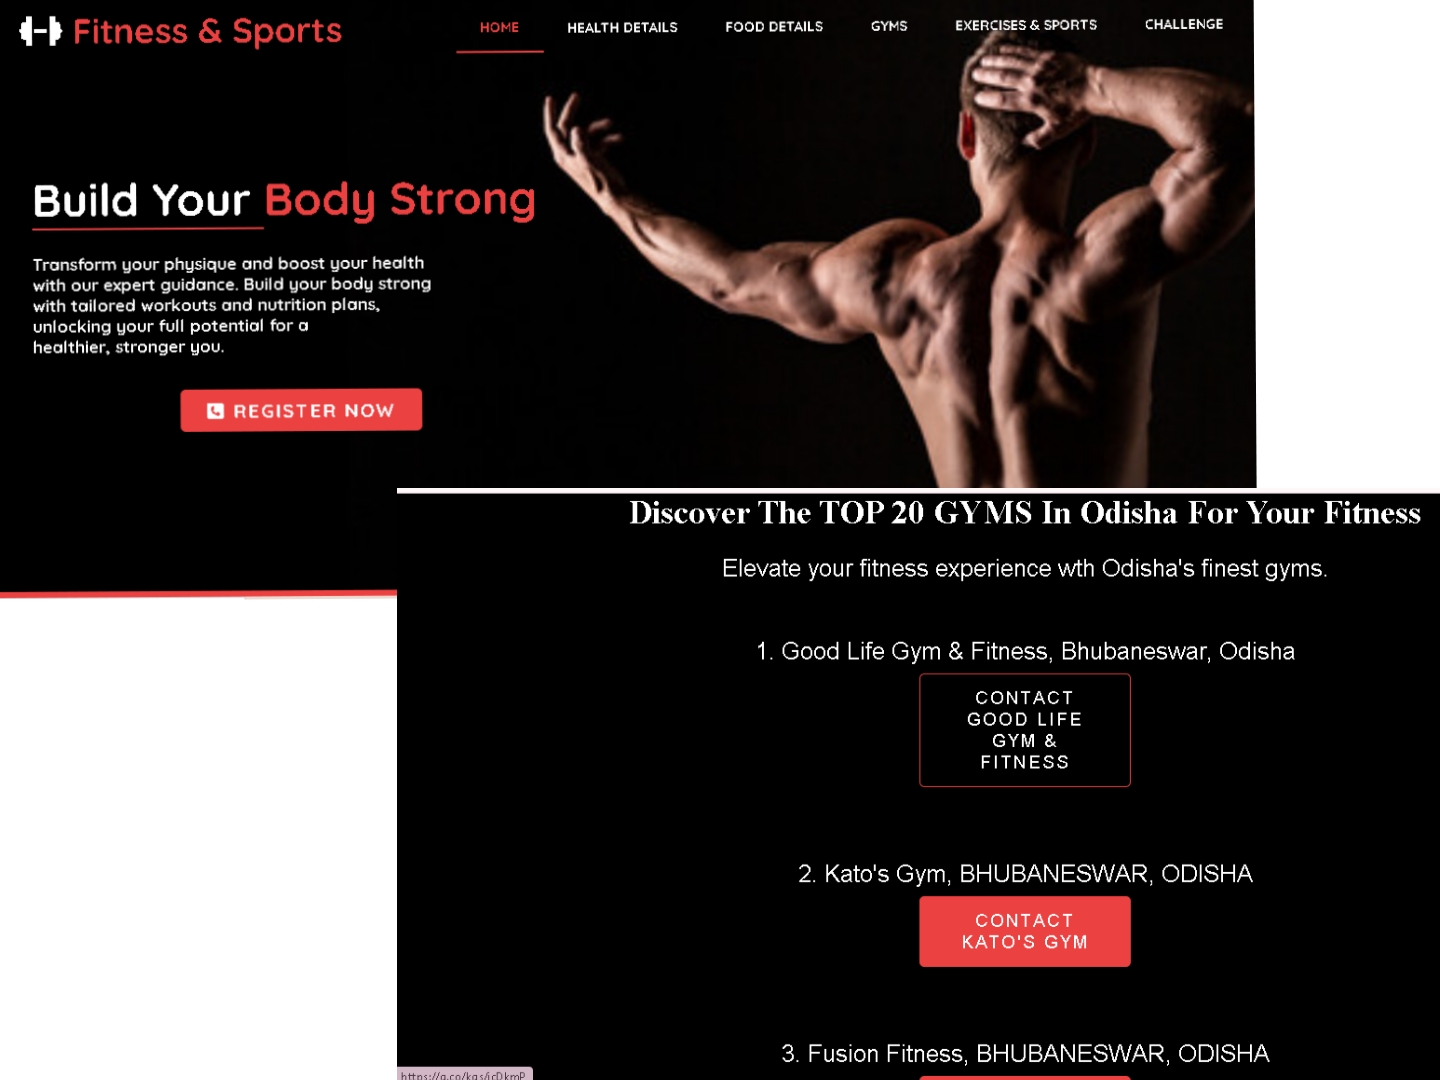 Fitness & Sports
HOME
HEALTH DETAILS
FOOD DETAILS
GYMS
EXERCISES & SPORTS
CHALLENGE
Build Your Body Strong
Transform your physique and boost your health
with our expert guidance. Build your body strong
with tailored workouts and nutrition plans,
unlocking your full potential for a
healthier, stronger you.
REGISTER NOW
Discover The TOP 20 GYMS In Odisha For Your Fitness
Elevate your fitness experience wth Odisha's finest gyms.
1. Good Life Gym & Fitness, Bhubaneswar, Odisha
CONTACT
GOOD LIFE
GYM &
FITNESS
2. Kato's Gym, BHUBANESWAR, ODISHA
CONTACT
KATO'S GYM
3. Fusion Fitness, BHUBANESWAR, ODISHA